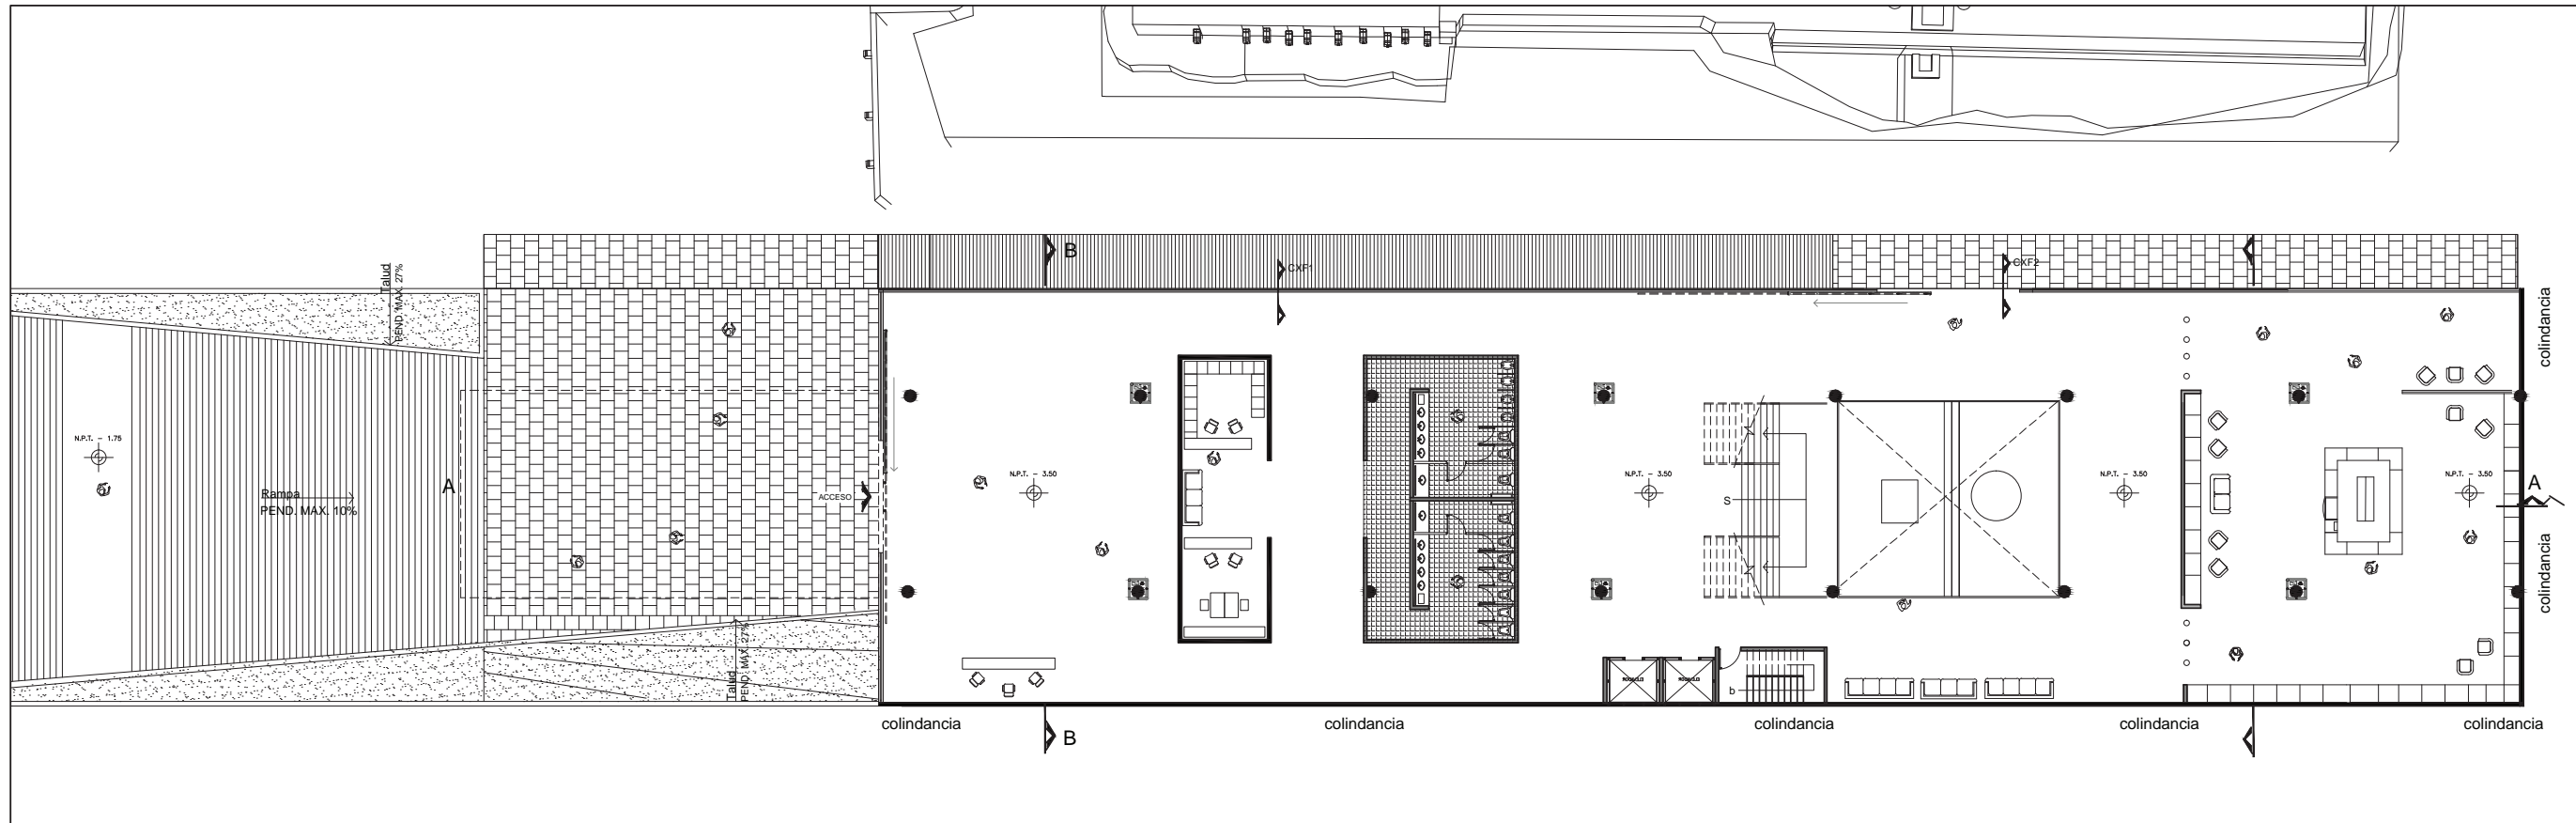 B
Talud
PEND. MAX. 27%
CXF1
CXF2
colindancia
N.P.T. - 1.75
A
Rampa
PEND. MAX. 10%
ACCESO
N.P.T. - 3.50
N.P.T. - 3.50
S
N.P.T. - 3.50
N.P.T. - 3.50
A
colindancia
Talud
PEND. MAX. 27%
b
colindancia
colindancia
colindancia
colindancia
colindancia
B